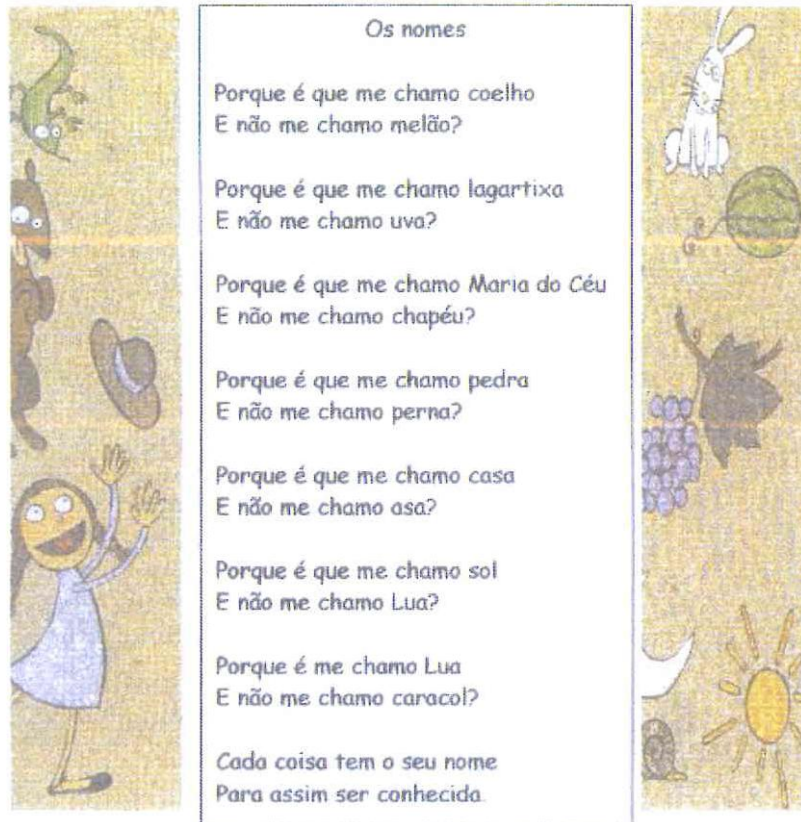 Os nomes
Porque é que me chamo coelho
E não me chamo melão?
Porque é que me chamo lagartixa
E não me chamo uva?
Porque é que me chamo Maria do Céu
E não me chamo chapéu?
Porque é que me chamo pedra
E não me chamo perna?
Porque é que me chamo casa
E não me chamo asa?
Porque é que me chamo sol
E não me chamo Lua?
Porque é me chamo Lua
E não me chamo caracol?
Cada coisa tem o seu nome
Para assim ser conhecida.